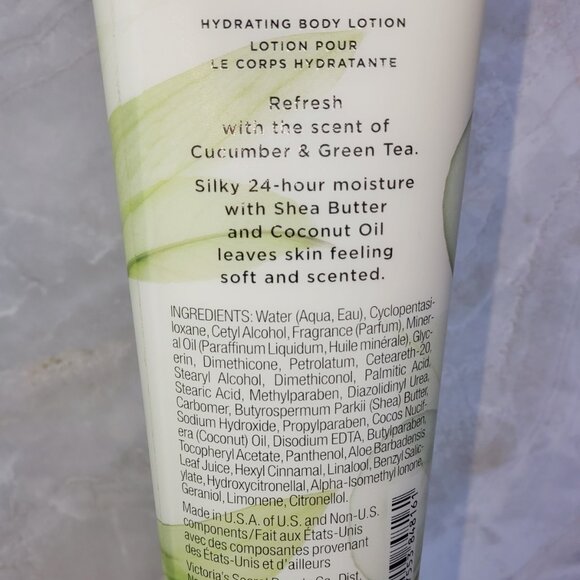 HYDRATING BODY LOTION
LOTION POUR
LE CORPS HYDRATANTE
Refresh
with the scent of
Cucumber & Green Tea.
Silky 24-hour moisture
with Shea Butter
and Coconut Oil
leaves skin feeling
soft and scented.
INGREDIENTS: Water (Aqua, Eau), Cyclopentasi-
loxane, Cetyl Alcohol, Fragrance (Parfum), Miner-
al Oil (Paraffinum Liquidum, Huile minérale), Glyc-
erin, Dimethicone, Petrolatum, Ceteareth-20,
Stearyl Alcohol, Dimethiconol, Palmitic Acid,
Stearic Acid, Methylparaben, Diazolidinyl Urea,
Carbomer, Butyrospermum Parkii (Shea) Butter,
Sodium Hydroxide, Propylparaben, Cocos Nucif-
era (Coconut) Oil, Disodium EDTA, Butylparaben,
Tocopheryl Acetate, Panthenol, Aloe Barbadensis
Leaf Juice, Hexyl Cinnamal, Linalool, Benzyl Salic-
ylate, Hydroxycitronellal, Alpha-Isomethyl Ionone,
Geraniol, Limonene, Citronellol.
Made in U.S.A. of U.S. and Non-U.S.
components/Fait aux États-Unis
avec des composantes provenant
des États-Unis et d'ailleurs
Victoria's Secret Dist.